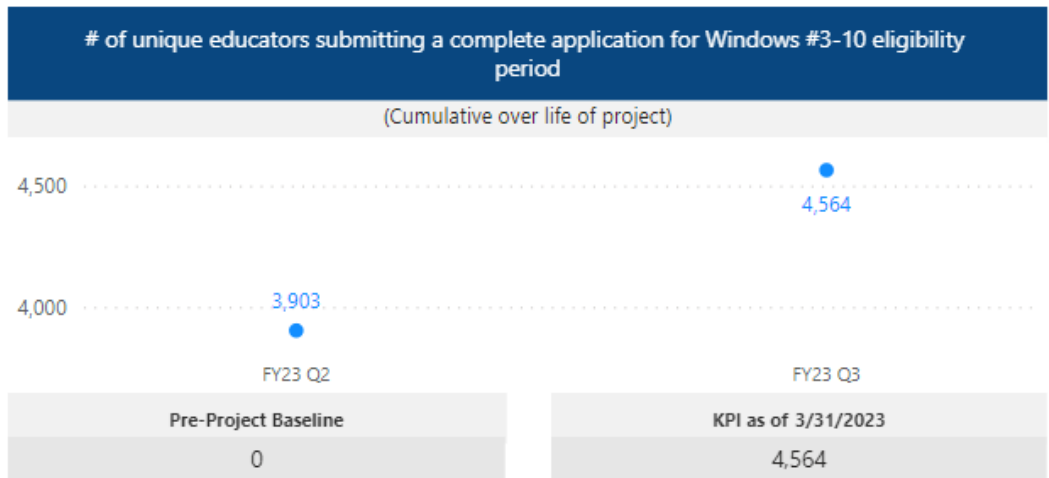 # of unique educators submitting a complete application for Windows #3-10 eligibility
period
(Cumulative over life of project)
4,500
4,564
4,000
3,903
FY23 Q2
FY23 Q3
Pre-Project Baseline
KPI as of 3/31/2023
0
4,564